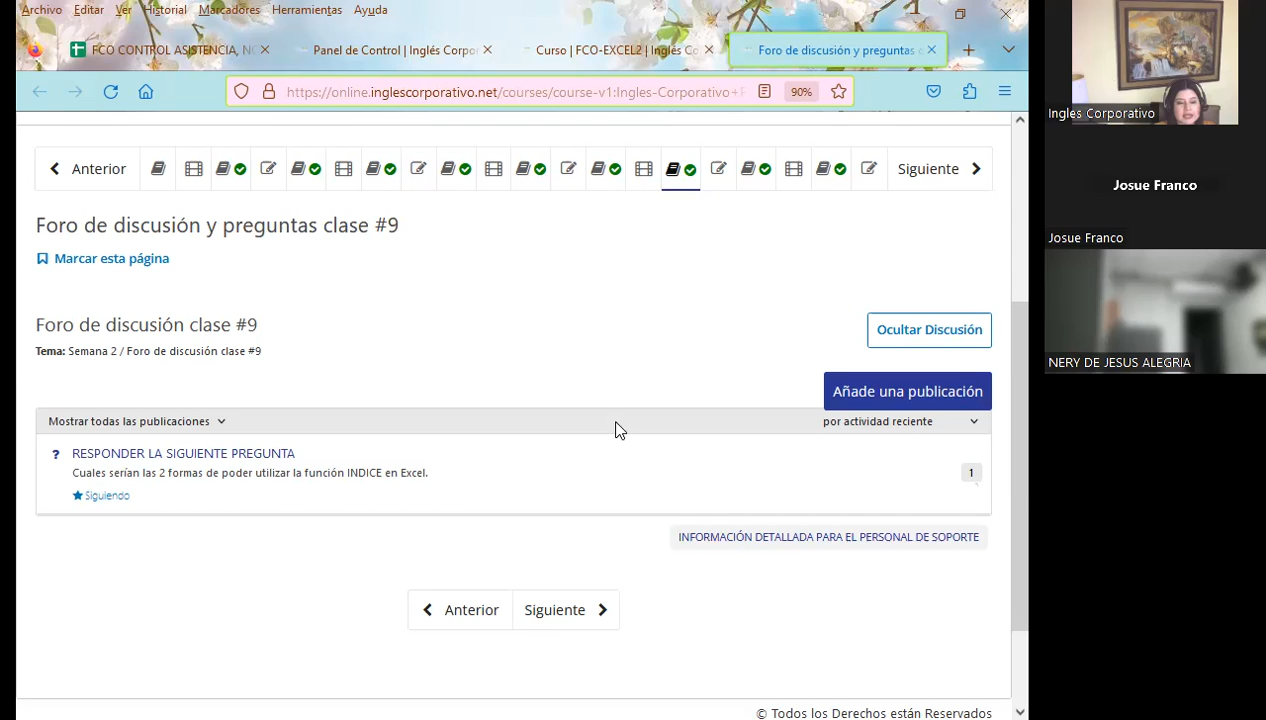 Archivo Editar Ver Historial Marcadores Herramientas Ayuda
FCO CONTROL ASISTENCIA, NO
Panel de Control | Inglés Corpor
Curso | FCO-EXCEL2 | Inglés Co
Foro de discusión y preguntas c
https://online.inglescorporativo.net/courses/course-v1:Ingles-Corporativo+F
90%
Anterior
Siguiente
Foro de discusión y preguntas clase #9
Marcar esta página
Foro de discusión clase #9
Ocultar Discusión
Tema: Semana 2 / Foro de discusión clase #9
Añade una publicación
Mostrar todas las publicaciones
por actividad reciente
? RESPONDER LA SIGUIENTE PREGUNTA
Cuales serían las 2 formas de poder utilizar la función INDICE en Excel.
1
Siguiendo
INFORMACIÓN DETALLADA PARA EL PERSONAL DE SOPORTE
Anterior
Siguiente
© Todos los Derechos están Reservados
Ingles Corporativo
Josue Franco
Josue Franco
NERY DE JESUS ALEGRIA